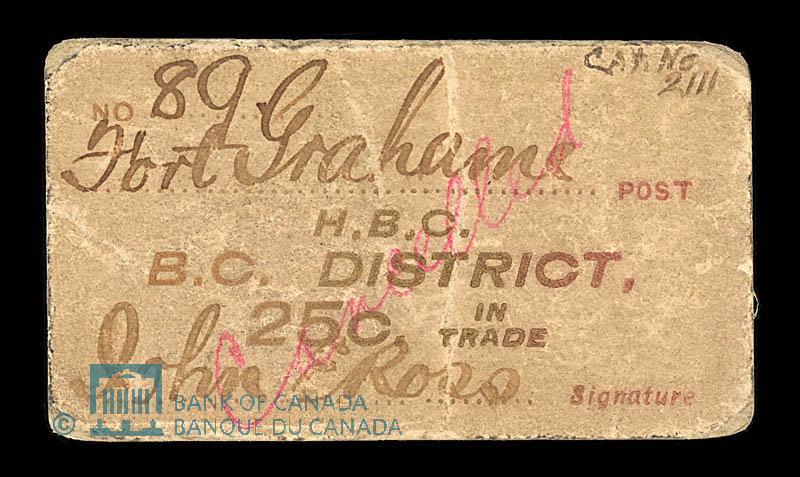 CAT. NO.
2111
NO 89
Fort Grahame POST
H.B.C.
B.C. DISTRICT,
25C. IN TRADE
Cancelled
John Ross Signature
© BANK OF CANADA
BANQUE DU CANADA